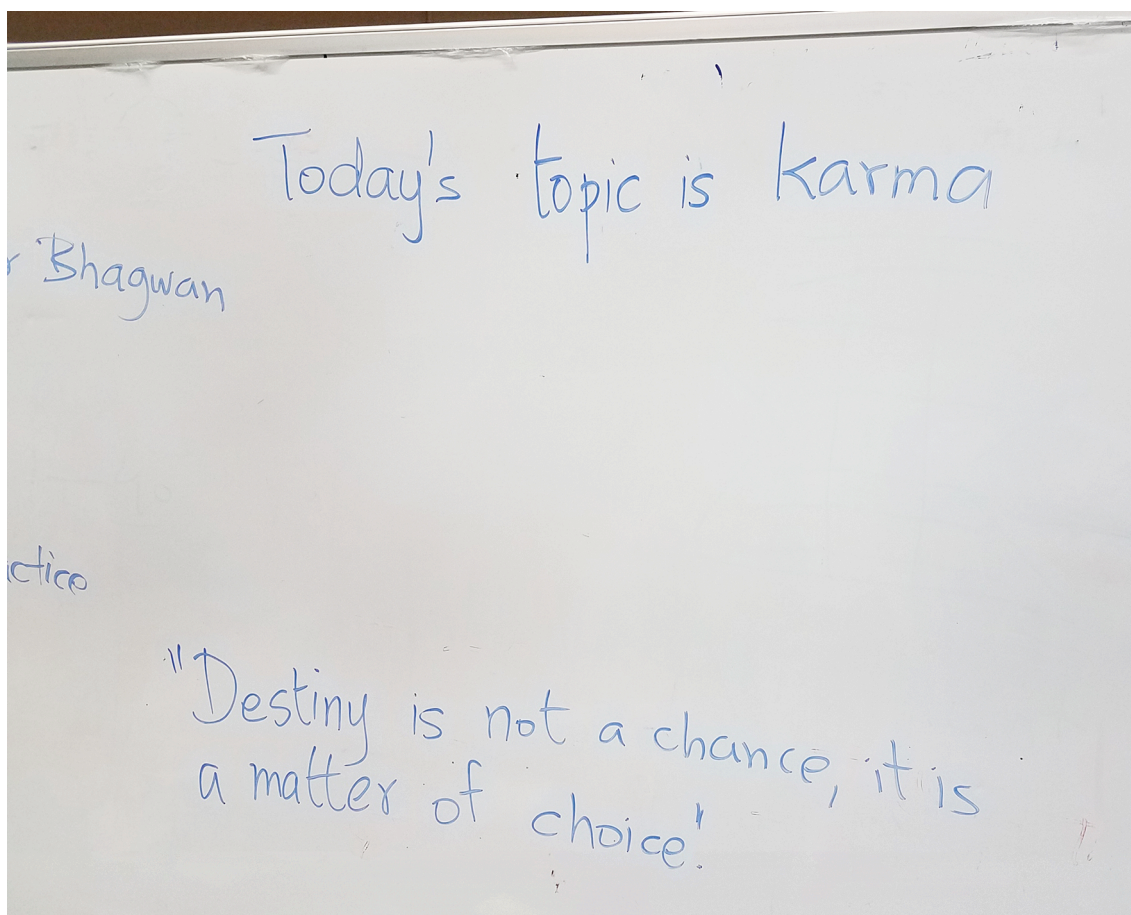 Today's topic is karma
Bhagwan
"Destiny is not a chance, it is
a matter of choice".